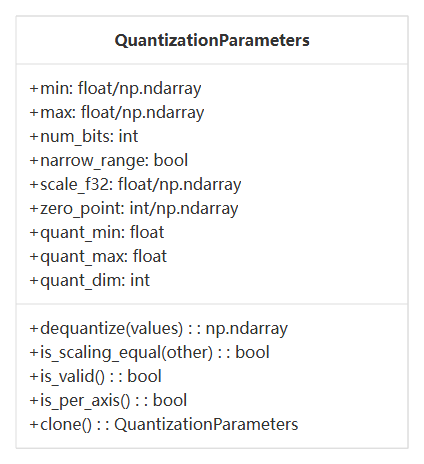 QuantizationParameters
+min: float/np.ndarray
+max: float/np.ndarray
+num_bits: int
+narrow_range: bool
+scale_f32: float/np.ndarray
+zero_point: int/np.ndarray
+quant_min: float
+quant_max: float
+quant_dim: int
+dequantize(values) : : np.ndarray
+is_scaling_equal(other) : : bool
+is_valid() : : bool
+is_per_axis() : : bool
+clone() : : QuantizationParameters